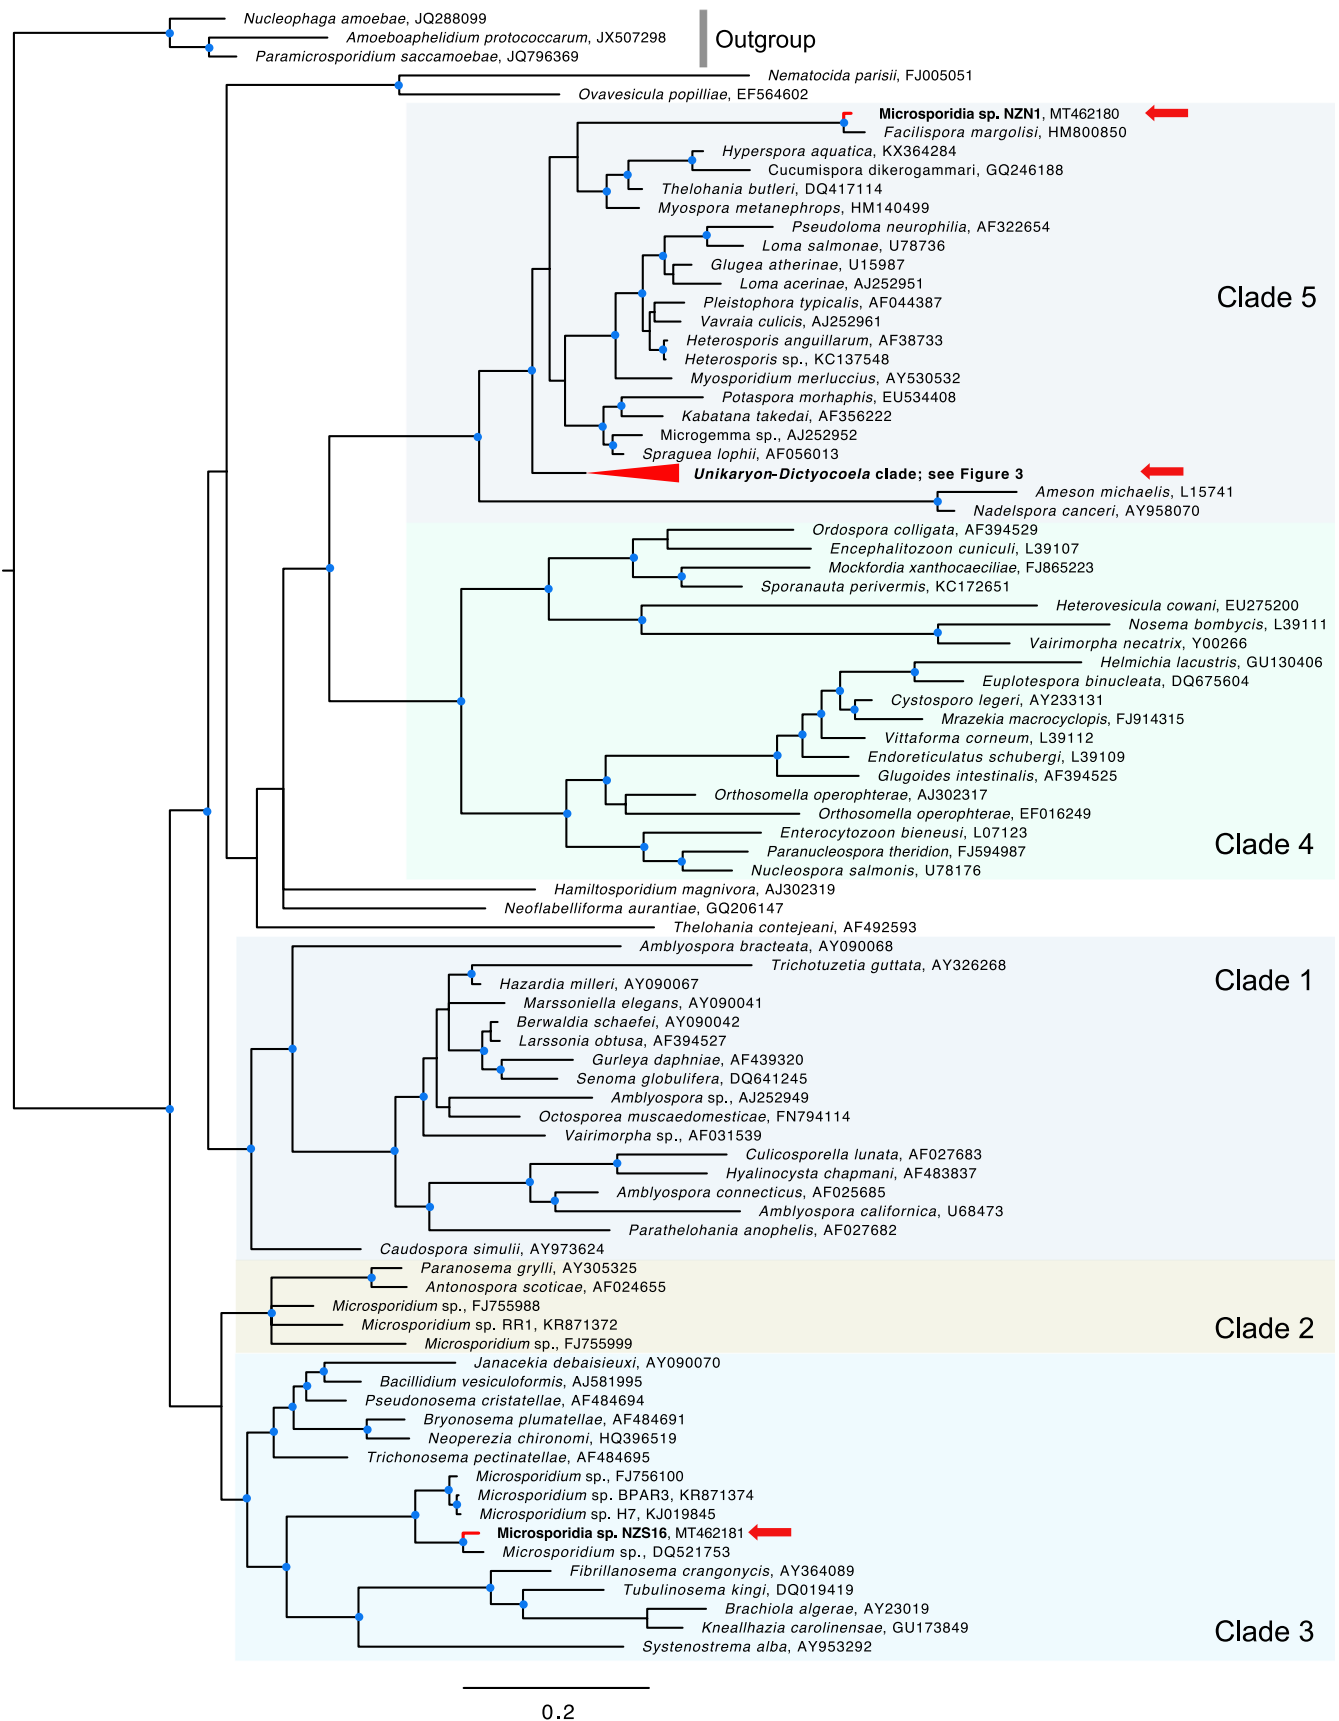 Nucleophaga amoebae, JQ288099
Amoeboaphelidium protococcarum, JX507298
Outgroup
Paramicrosporidium saccamoebae, JQ796369
Nematocida parisii, FJ005051
Ovavesicula popilliae, EF564602
Microsporidia sp. NZN1, MT462180
Facilispora margolisi, HM800850
Hyperspora aquatica, KX364284
Cucumispora dikerogammari, GQ246188
Thelohania butleri, DQ417114
Myospora metanephrops, HM140499
Pseudoloma neurophilia, AF322654
Loma salmonae, U78736
Glugea atherinae, U15987
Loma acerinae, AJ252951
Clade 5
Pleistophora typicalis, AF044387
Vavraia culicis, AJ252961
Heterosporis anguillarum, AF38733
Heterosporis sp., KC137548
Myosporidium merluccius, AY530532
Potaspora morhaphis, EU534408
Kabatana takedai, AF356222
Microgemma sp., AJ252952
Spraguea lophii, AF056013
Unikaryon-Dictyocoela clade; see Figure 3
Ameson michaelis, L15741
Nadelspora canceri, AY958070
Ordospora colligata, AF394529
Encephalitozoon cuniculi, L39107
Mockfordia xanthocaeciliae, FJ865223
Sporanauta perivermis, KC172651
Heterovesicula cowani, EU275200
Nosema bombycis, L39111
Vairimorpha necatrix, Y00266
Helmichia lacustris, GU130406
Euplotespora binucleata, DQ675604
Cystosporo legeri, AY233131
Mrazekia macrocyclopis, FJ914315
Vittaforma corneum, L39112
Endoreticulatus schubergi, L39109
Glugoides intestinalis, AF394525
Orthosomella operophterae, AJ302317
Orthosomella operophterae, EF016249
Enterocytozoon bieneusi, L07123
Clade 4
Paranucleospora theridion, FJ594987
Nucleospora salmonis, U78176
Hamiltosporidium magnivora, AJ302319
Neoflabelliforma aurantiae, GQ206147
Thelohania contejeani, AF492593
Amblyospora bracteata, AY090068
Trichotuzetia guttata, AY326268
Clade 1
Hazardia milleri, AY090067
Marssoniella elegans, AY090041
Berwaldia schaefei, AY090042
Larssonia obtusa, AF394527
Gurleya daphniae, AF439320
Senoma globulifera, DQ641245
Amblyospora sp., AJ252949
Octosporea muscaedomesticae, FN794114
Vairimorpha sp., AF031539
Culicosporella lunata, AF027683
Hyalinocysta chapmani, AF483837
Amblyospora connecticus, AF025685
Amblyospora californica, U68473
Parathelohania anophelis, AF027682
Caudospora simulii, AY973624
Paranosema grylli, AY305325
Antonospora scoticae, AF024655
Microsporidium sp., FJ755988
Microsporidium sp. RR1, KR871372
Clade 2
Microsporidium sp., FJ755999
Janacekia debaisieuxi, AY090070
Bacillidium vesiculoformis, AJ581995
Pseudonosema cristatellae, AF484694
Bryonosema plumatellae, AF484691
Neoperezia chironomi, HQ396519
Trichonosema pectinatellae, AF484695
Microsporidium sp., FJ756100
Microsporidium sp. BPAR3, KR871374
Microsporidium sp. H7, KJ019845
Microsporidia sp. NZS16, MT462181
Microsporidium sp., DQ521753
Fibrillanosema crangonycis, AY364089
Tubulinosema kingi, DQ019419
Brachiola algerae, AY23019
Kneallhazia carolinensae, GU173849
Clade 3
Systenostrema alba, AY953292
0.2